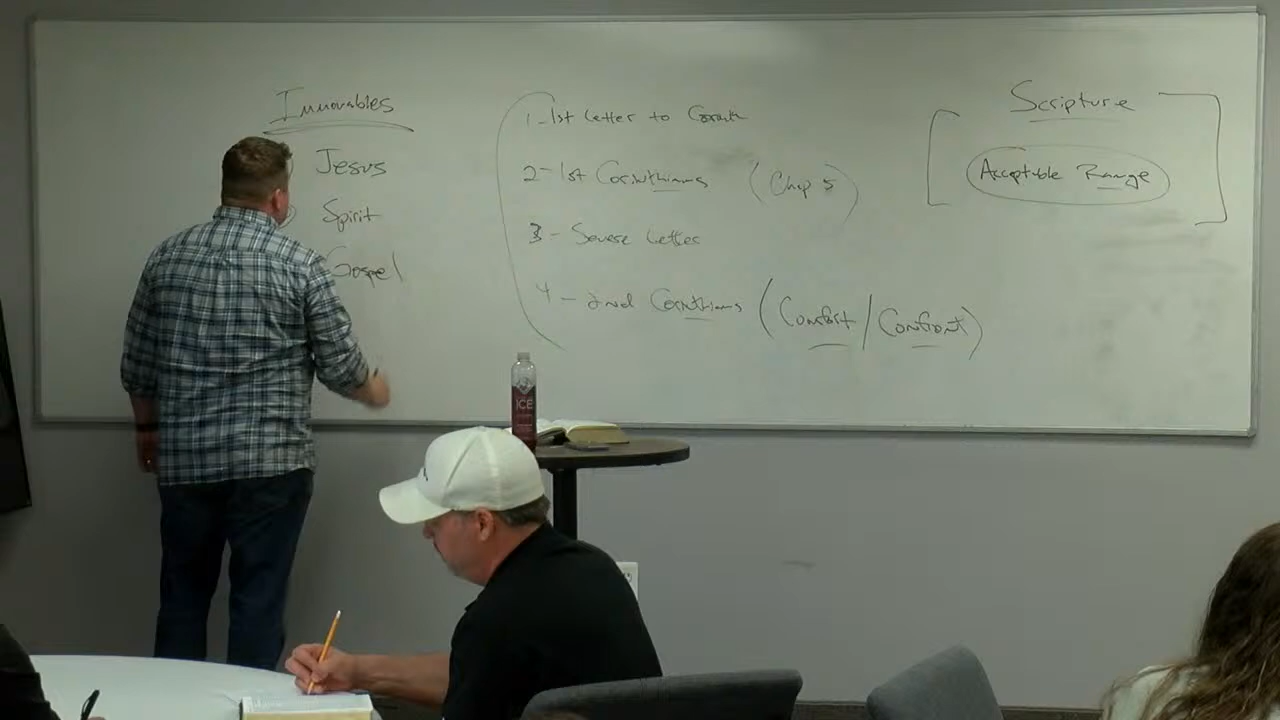 Immovables
Jesus
Spirit
Gospel
1-1st Letter to Corinth
2-1st Corinthians (Chap 5)
3 - Severe Letter
4 - 2nd Corinthians (Comfort/Confront)
Scripture
Acceptable Range
ICE